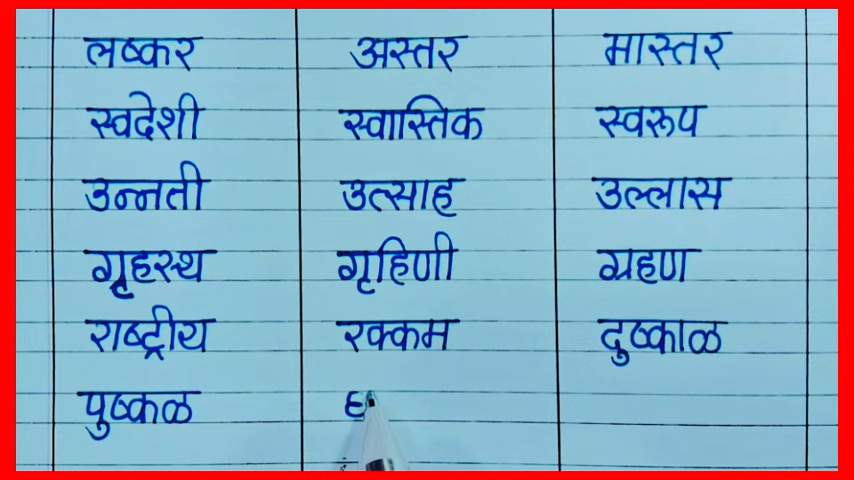 लष्कर अस्तर मास्तर
स्वदेशी स्वास्तिक स्वरूप
उन्नती उत्साह उल्लास
गृहस्थ गृहिणी ग्रहण
राष्ट्रीय रक्कम दुष्काळ
पुष्कळ